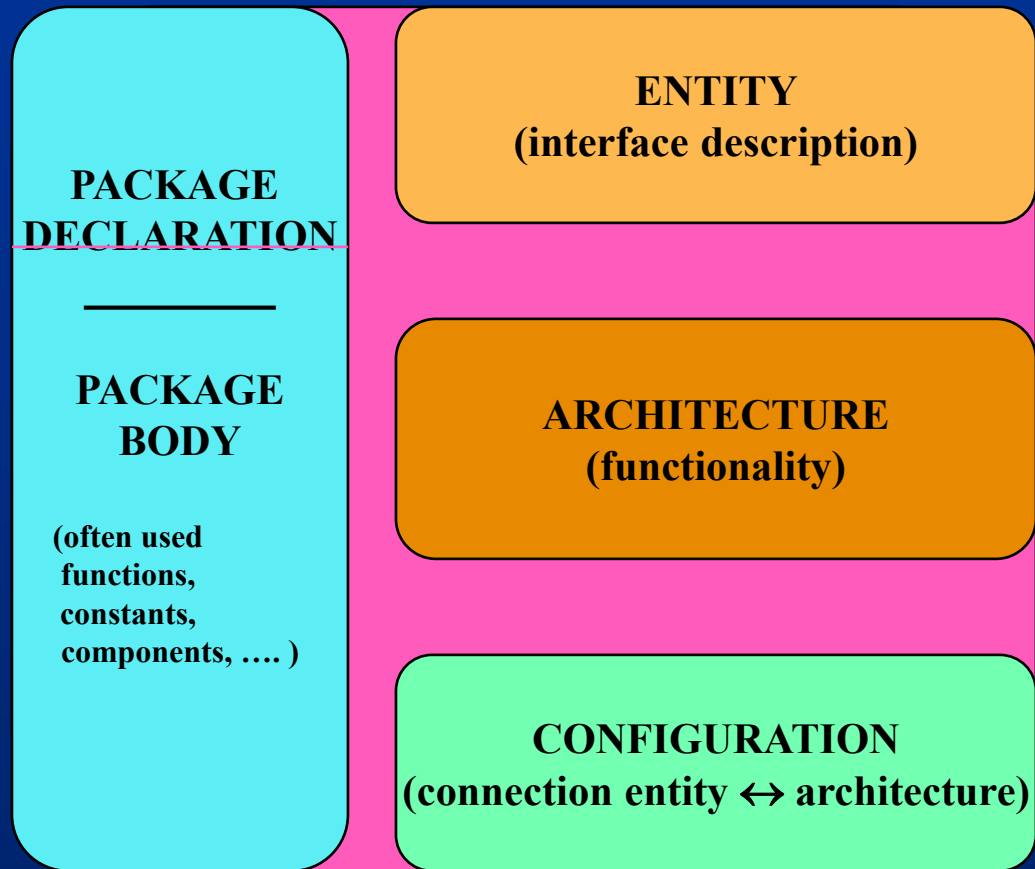 PACKAGE
DECLARATION
PACKAGE
BODY
(often used
functions,
constants,
components, …. )
ENTITY
(interface description)
ARCHITECTURE
(functionality)
CONFIGURATION
(connection entity ↔ architecture)